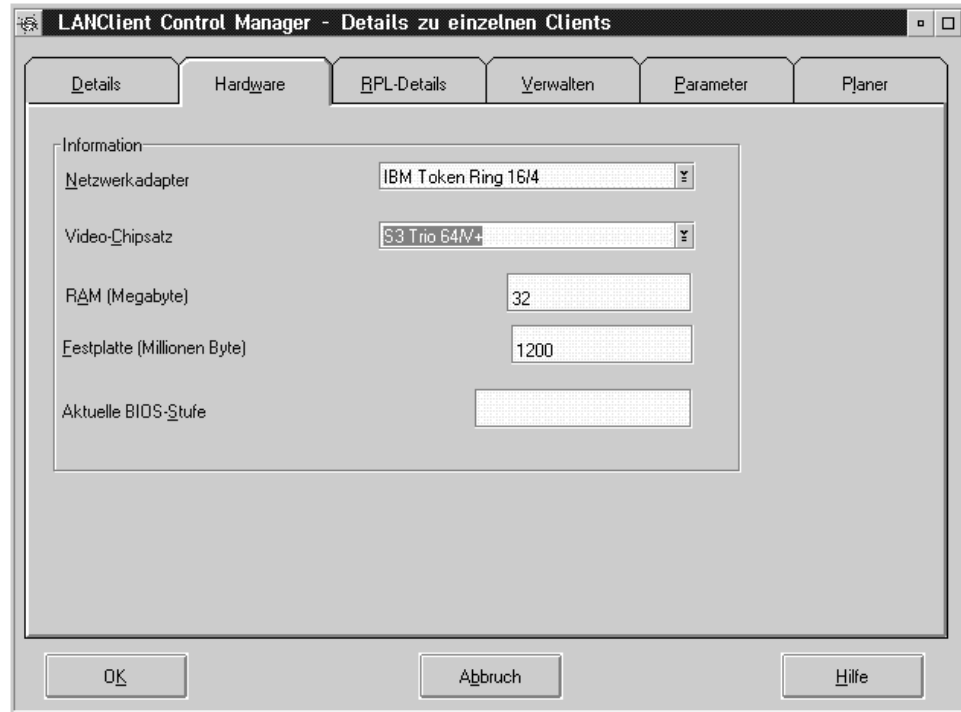 LANClient Control Manager - Details zu einzelnen Clients
Details Hardware RPL-Details Verwalten Parameter Planer
Information
Netzwerkadapter IBM Token Ring 16/4
Video-Chipsatz S3 Trio 64/V+
RAM (Megabyte) 32
Festplatte (Millionen Byte) 1200
Aktuelle BIOS-Stufe
OK Abbruch Hilfe